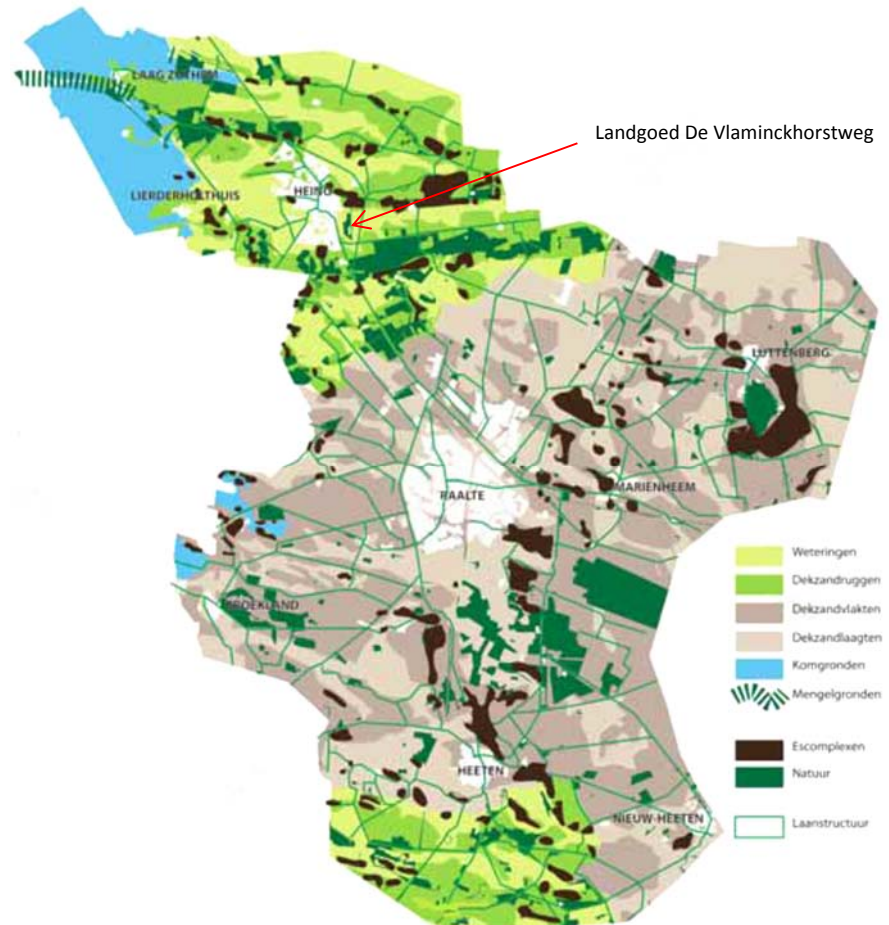 LAAG ZUTHEM
Landgoed De Vlaminckhorstweg
LIERDERHOLTHUIS
HEINO
LUTTENBERG
RAALTE
MARIENHEEM
BROEKLAND
HEETEN
NIEUW-HEETEN
Weteringen
Dekzandruggen
Dekzandvlakten
Dekzandlaagten
Komgronden
Mengelgronden
Escomplexen
Natuur
Laanstructuur